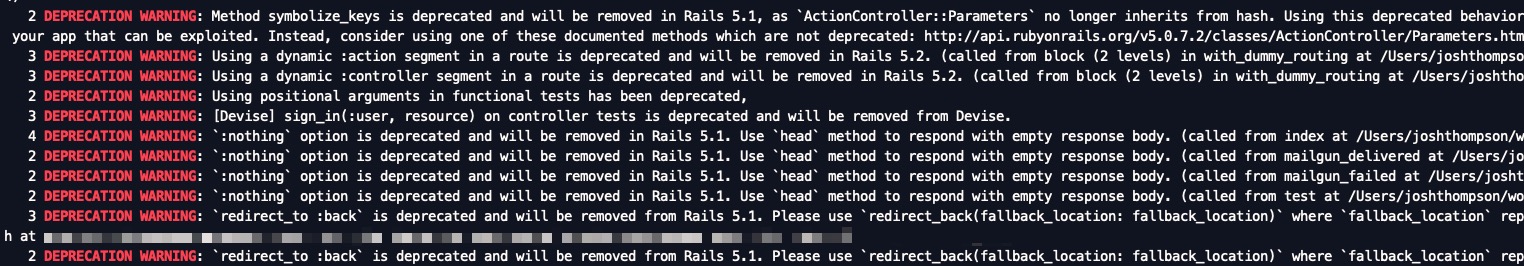 2 DEPRECATION WARNING: Method symbolize_keys is deprecated and will be removed in Rails 5.1, as `ActionController::Parameters` no longer inherits from hash. Using this deprecated behavior
your app that can be exploited. Instead, consider using one of these documented methods which are not deprecated: http://api.rubyonrails.org/v5.0.7.2/classes/ActionController/Parameters.htm
3 DEPRECATION WARNING: Using a dynamic :action segment in a route is deprecated and will be removed in Rails 5.2. (called from block (2 levels) in with_dummy_routing at /Users/joshthompso
3 DEPRECATION WARNING: Using a dynamic :controller segment in a route is deprecated and will be removed in Rails 5.2. (called from block (2 levels) in with_dummy_routing at /Users/joshtho
2 DEPRECATION WARNING: Using positional arguments in functional tests has been deprecated,
3 DEPRECATION WARNING: [Devise] sign_in(:user, resource) on controller tests is deprecated and will be removed from Devise.
4 DEPRECATION WARNING: `:nothing` option is deprecated and will be removed in Rails 5.1. Use `head` method to respond with empty response body. (called from index at /Users/joshthompson/w
2 DEPRECATION WARNING: `:nothing` option is deprecated and will be removed in Rails 5.1. Use `head` method to respond with empty response body. (called from mailgun_delivered at /Users/jo
2 DEPRECATION WARNING: `:nothing` option is deprecated and will be removed in Rails 5.1. Use `head` method to respond with empty response body. (called from mailgun_failed at /Users/josht
2 DEPRECATION WARNING: `:nothing` option is deprecated and will be removed in Rails 5.1. Use `head` method to respond with empty response body. (called from test at /Users/joshthompson/wo
3 DEPRECATION WARNING: `redirect_to :back` is deprecated and will be removed from Rails 5.1. Please use `redirect_back(fallback_location: fallback_location)` where `fallback_location` rep
h at
2 DEPRECATION WARNING: `redirect_to :back` is deprecated and will be removed from Rails 5.1. Please use `redirect_back(fallback_location: fallback_location)` where `fallback_location` rep